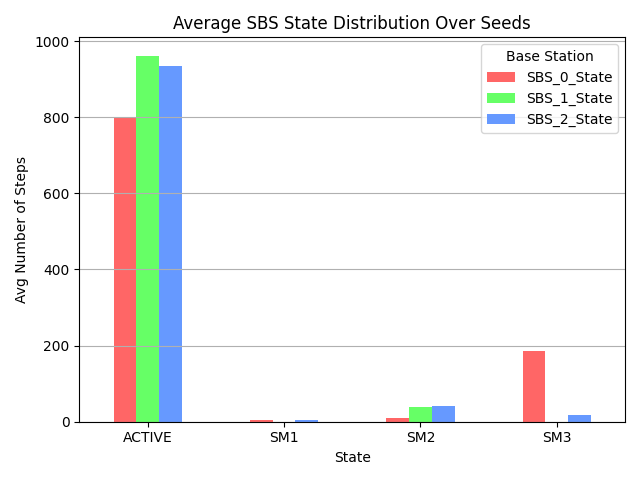 Average SBS State Distribution Over Seeds
Base Station
SBS_0_State
SBS_1_State
SBS_2_State
Avg Number of Steps
1000
800
600
400
200
0
ACTIVE SM1 SM2 SM3
State